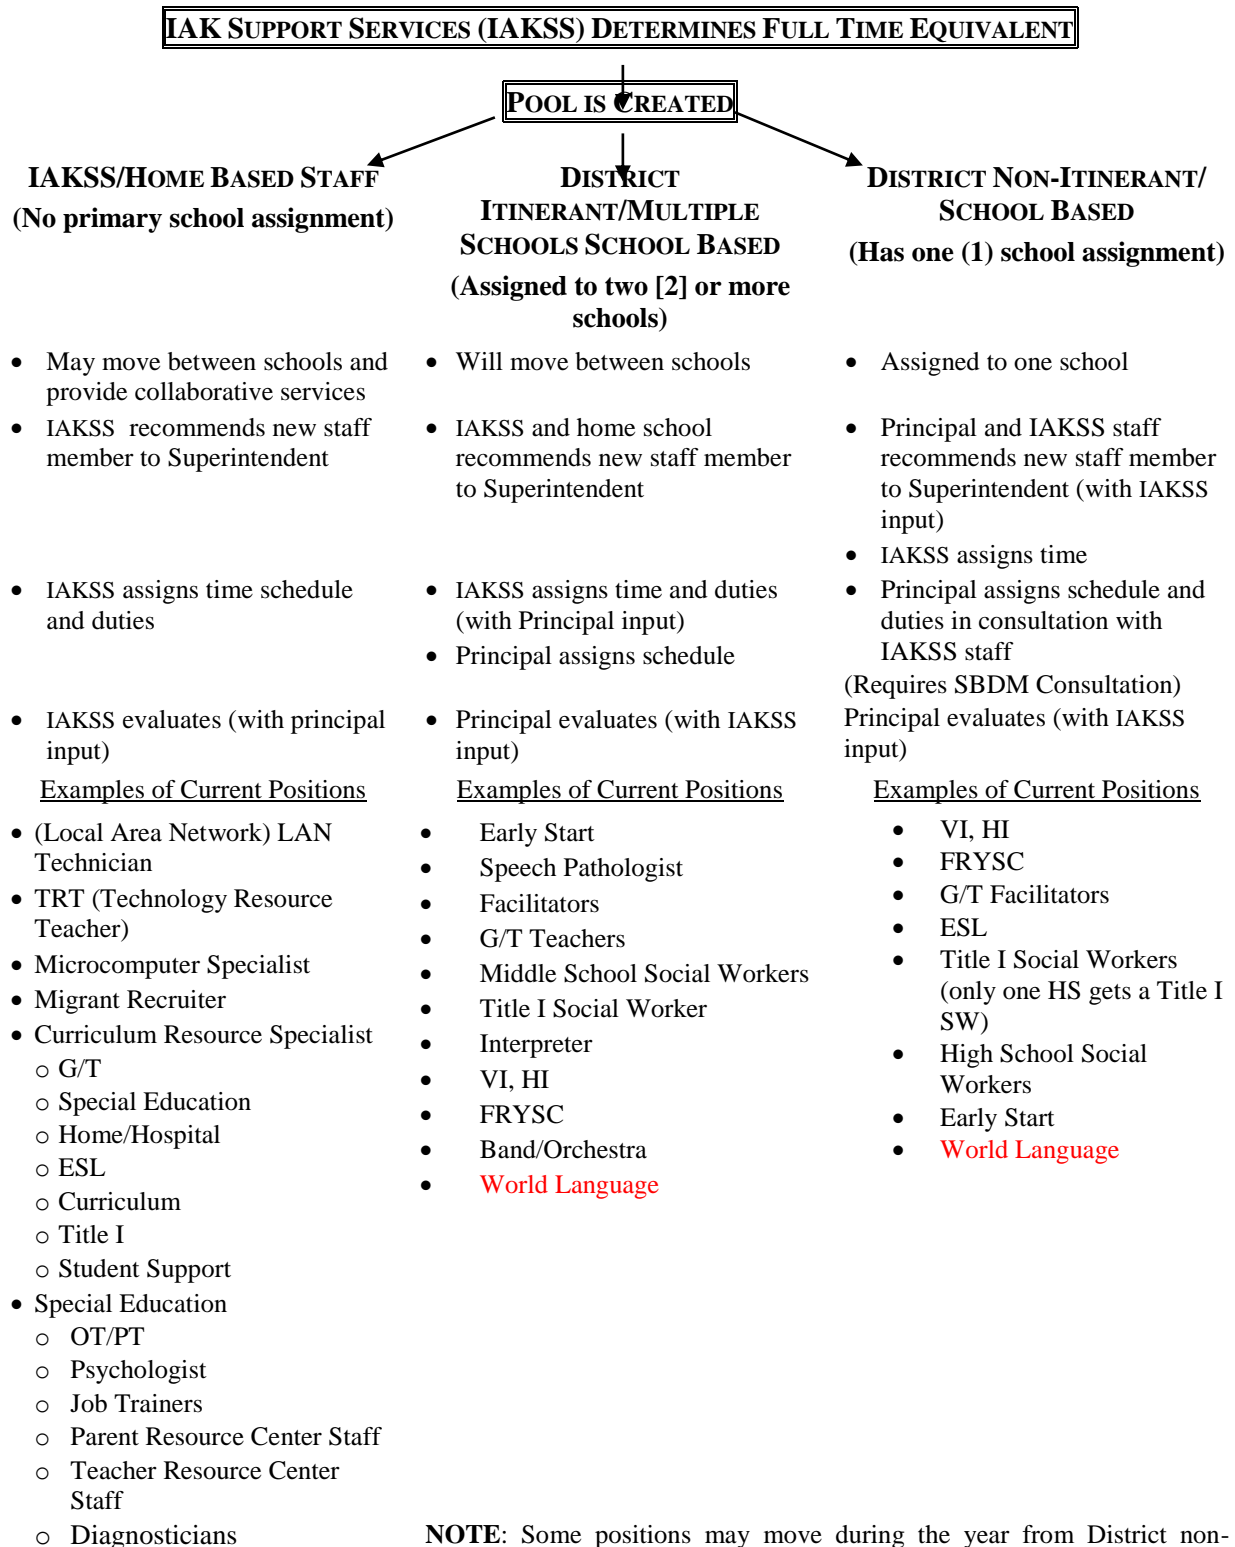 IAK SUPPORT SERVICES (IAKSS) DETERMINES FULL TIME EQUIVALENT
POOL IS CREATED
IAKSS/HOME BASED STAFF
(No primary school assignment)
DISTRICT
ITINERANT/MULTIPLE
SCHOOLS SCHOOL BASED
(Assigned to two [2] or more
schools)
DISTRICT NON-ITINERANT/
SCHOOL BASED
(Has one (1) school assignment)
• May move between schools and
provide collaborative services
• IAKSS recommends new staff
member to Superintendent
• IAKSS assigns time schedule
and duties
• IAKSS evaluates (with principal
input)
Examples of Current Positions
• (Local Area Network) LAN
Technician
• TRT (Technology Resource
Teacher)
• Microcomputer Specialist
• Migrant Recruiter
• Curriculum Resource Specialist
o G/T
o Special Education
o Home/Hospital
o ESL
o Curriculum
o Title I
o Student Support
• Special Education
o OT/PT
o Psychologist
o Job Trainers
o Parent Resource Center Staff
o Teacher Resource Center
Staff
o Diagnosticians
• Will move between schools
• IAKSS and home school
recommends new staff member
to Superintendent
• IAKSS assigns time and duties
(with Principal input)
• Principal assigns schedule
• Principal evaluates (with IAKSS
input)
Examples of Current Positions
• Early Start
• Speech Pathologist
• Facilitators
• G/T Teachers
• Middle School Social Workers
• Title I Social Worker
• Interpreter
• VI, HI
• FRYSC
• Band/Orchestra
• World Language
• Assigned to one school
• Principal and IAKSS staff
recommends new staff member
to Superintendent (with IAKSS
input)
• IAKSS assigns time
• Principal assigns schedule and
duties in consultation with
IAKSS staff
(Requires SBDM Consultation)
Principal evaluates (with IAKSS
input)
Examples of Current Positions
• VI, HI
• FRYSC
• G/T Facilitators
• ESL
• Title I Social Workers
(only one HS gets a Title I
SW)
• High School Social
Workers
• Early Start
• World Language
NOTE: Some positions may move during the year from District non-